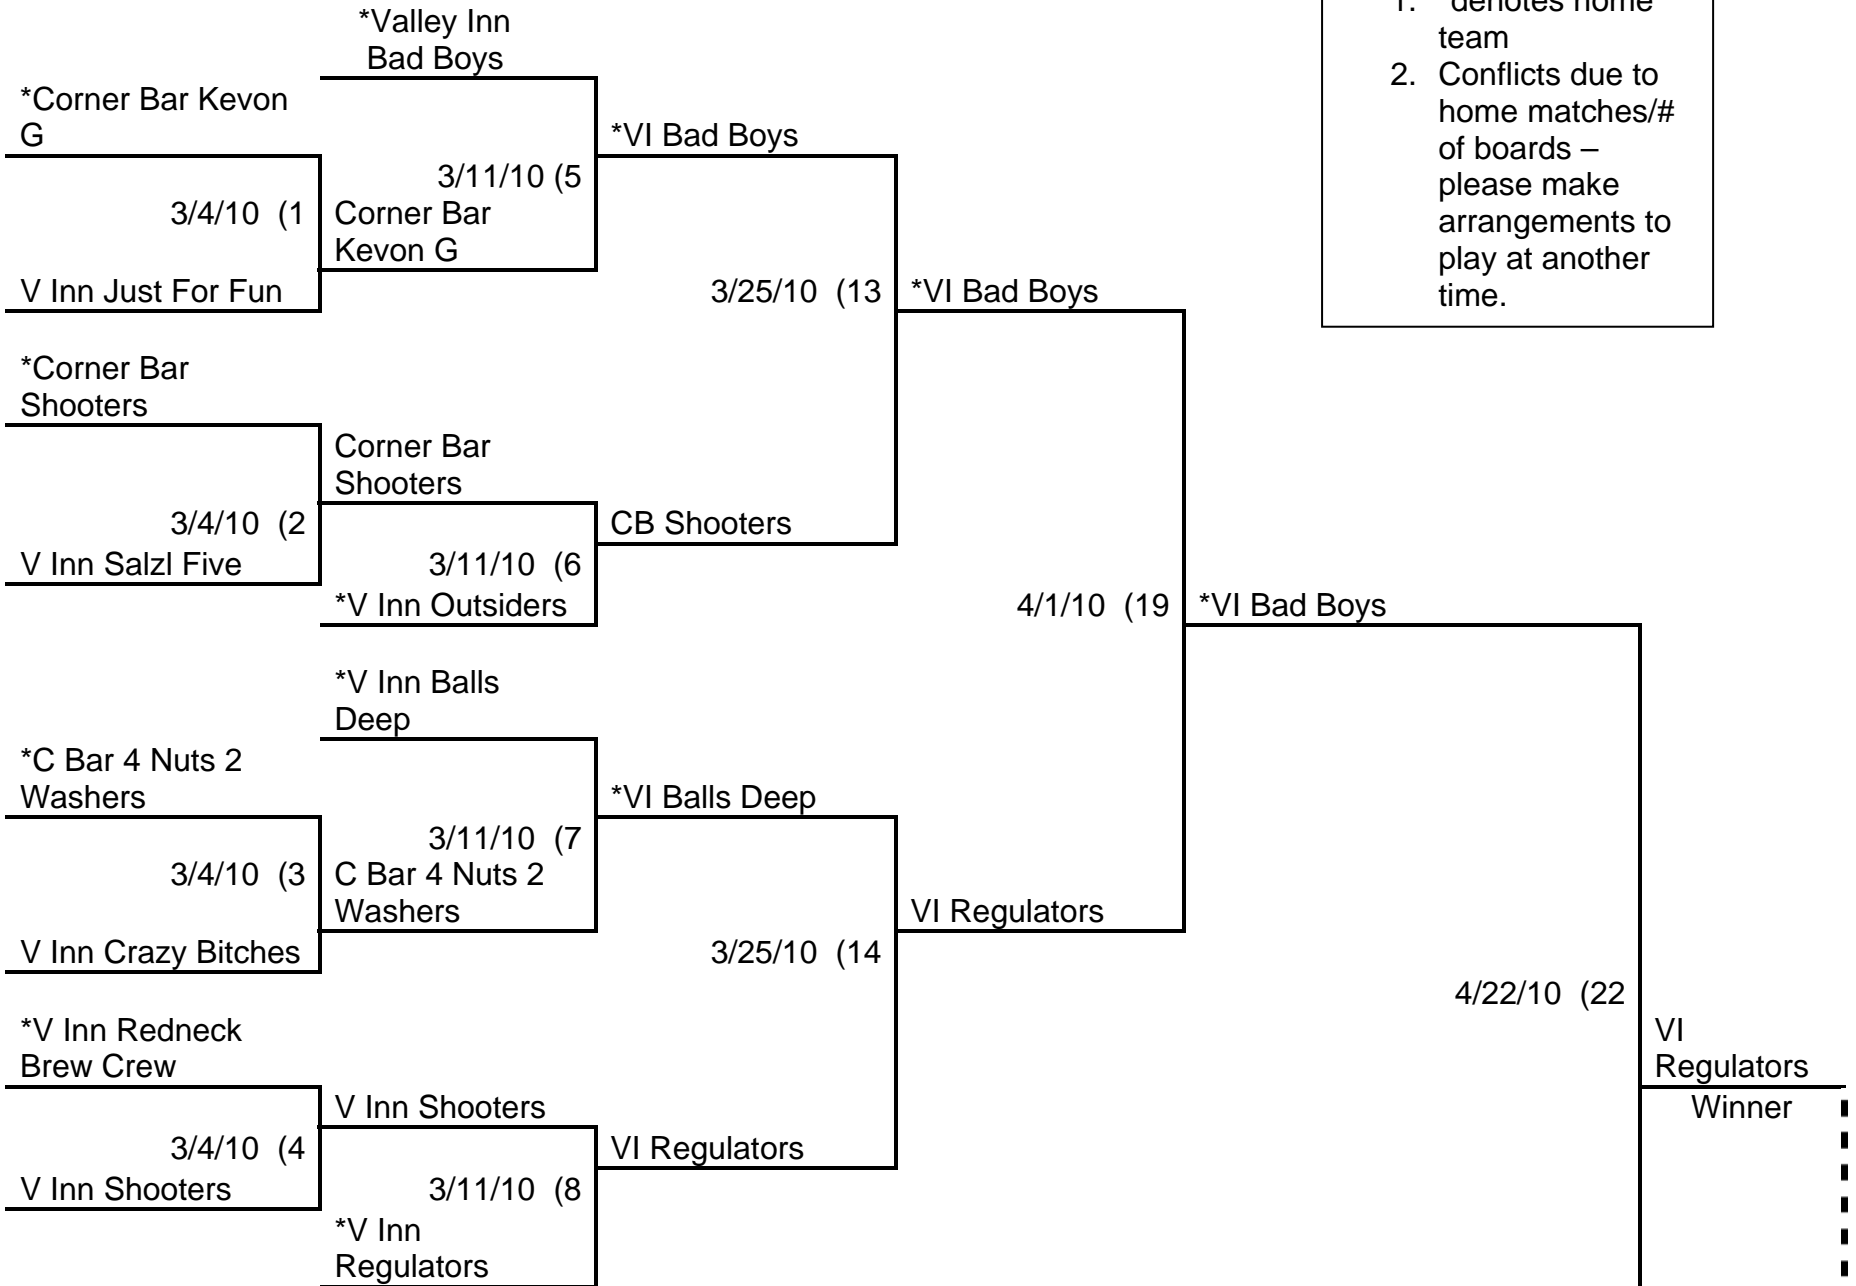 1. *denotes home
team
2. Conflicts due to
home matches/#
of boards –
please make
arrangements to
play at another
time.
*Valley Inn
Bad Boys
*Corner Bar Kevon
G
3/4/10 (1
V Inn Just For Fun
3/11/10 (5
Corner Bar
Kevon G
*VI Bad Boys
3/25/10 (13
*VI Bad Boys
*Corner Bar
Shooters
3/4/10 (2
V Inn Salzl Five
Corner Bar
Shooters
3/11/10 (6
*V Inn Outsiders
CB Shooters
4/1/10 (19
*VI Bad Boys
*V Inn Balls
Deep
*C Bar 4 Nuts 2
Washers
3/4/10 (3
V Inn Crazy Bitches
3/11/10 (7
C Bar 4 Nuts 2
Washers
*VI Balls Deep
3/25/10 (14
VI Regulators
*V Inn Redneck
Brew Crew
3/4/10 (4
V Inn Shooters
V Inn Shooters
3/11/10 (8
*V Inn
Regulators
VI Regulators
4/22/10 (22
VI
Regulators
Winner